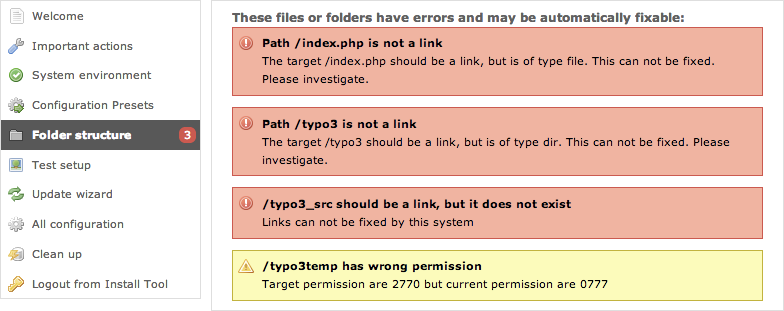 Welcome
Important actions
System environment
Configuration Presets
Folder structure 3
Test setup
Update wizard
All configuration
Clean up
Logout from Install Tool
These files or folders have errors and may be automatically fixable:
Path /index.php is not a link
The target /index.php should be a link, but is of type file. This can not be fixed.
Please investigate.
Path /typo3 is not a link
The target /typo3 should be a link, but is of type dir. This can not be fixed. Please
investigate.
/typo3_src should be a link, but it does not exist
Links can not be fixed by this system
/typo3temp has wrong permission
Target permission are 2770 but current permission are 0777